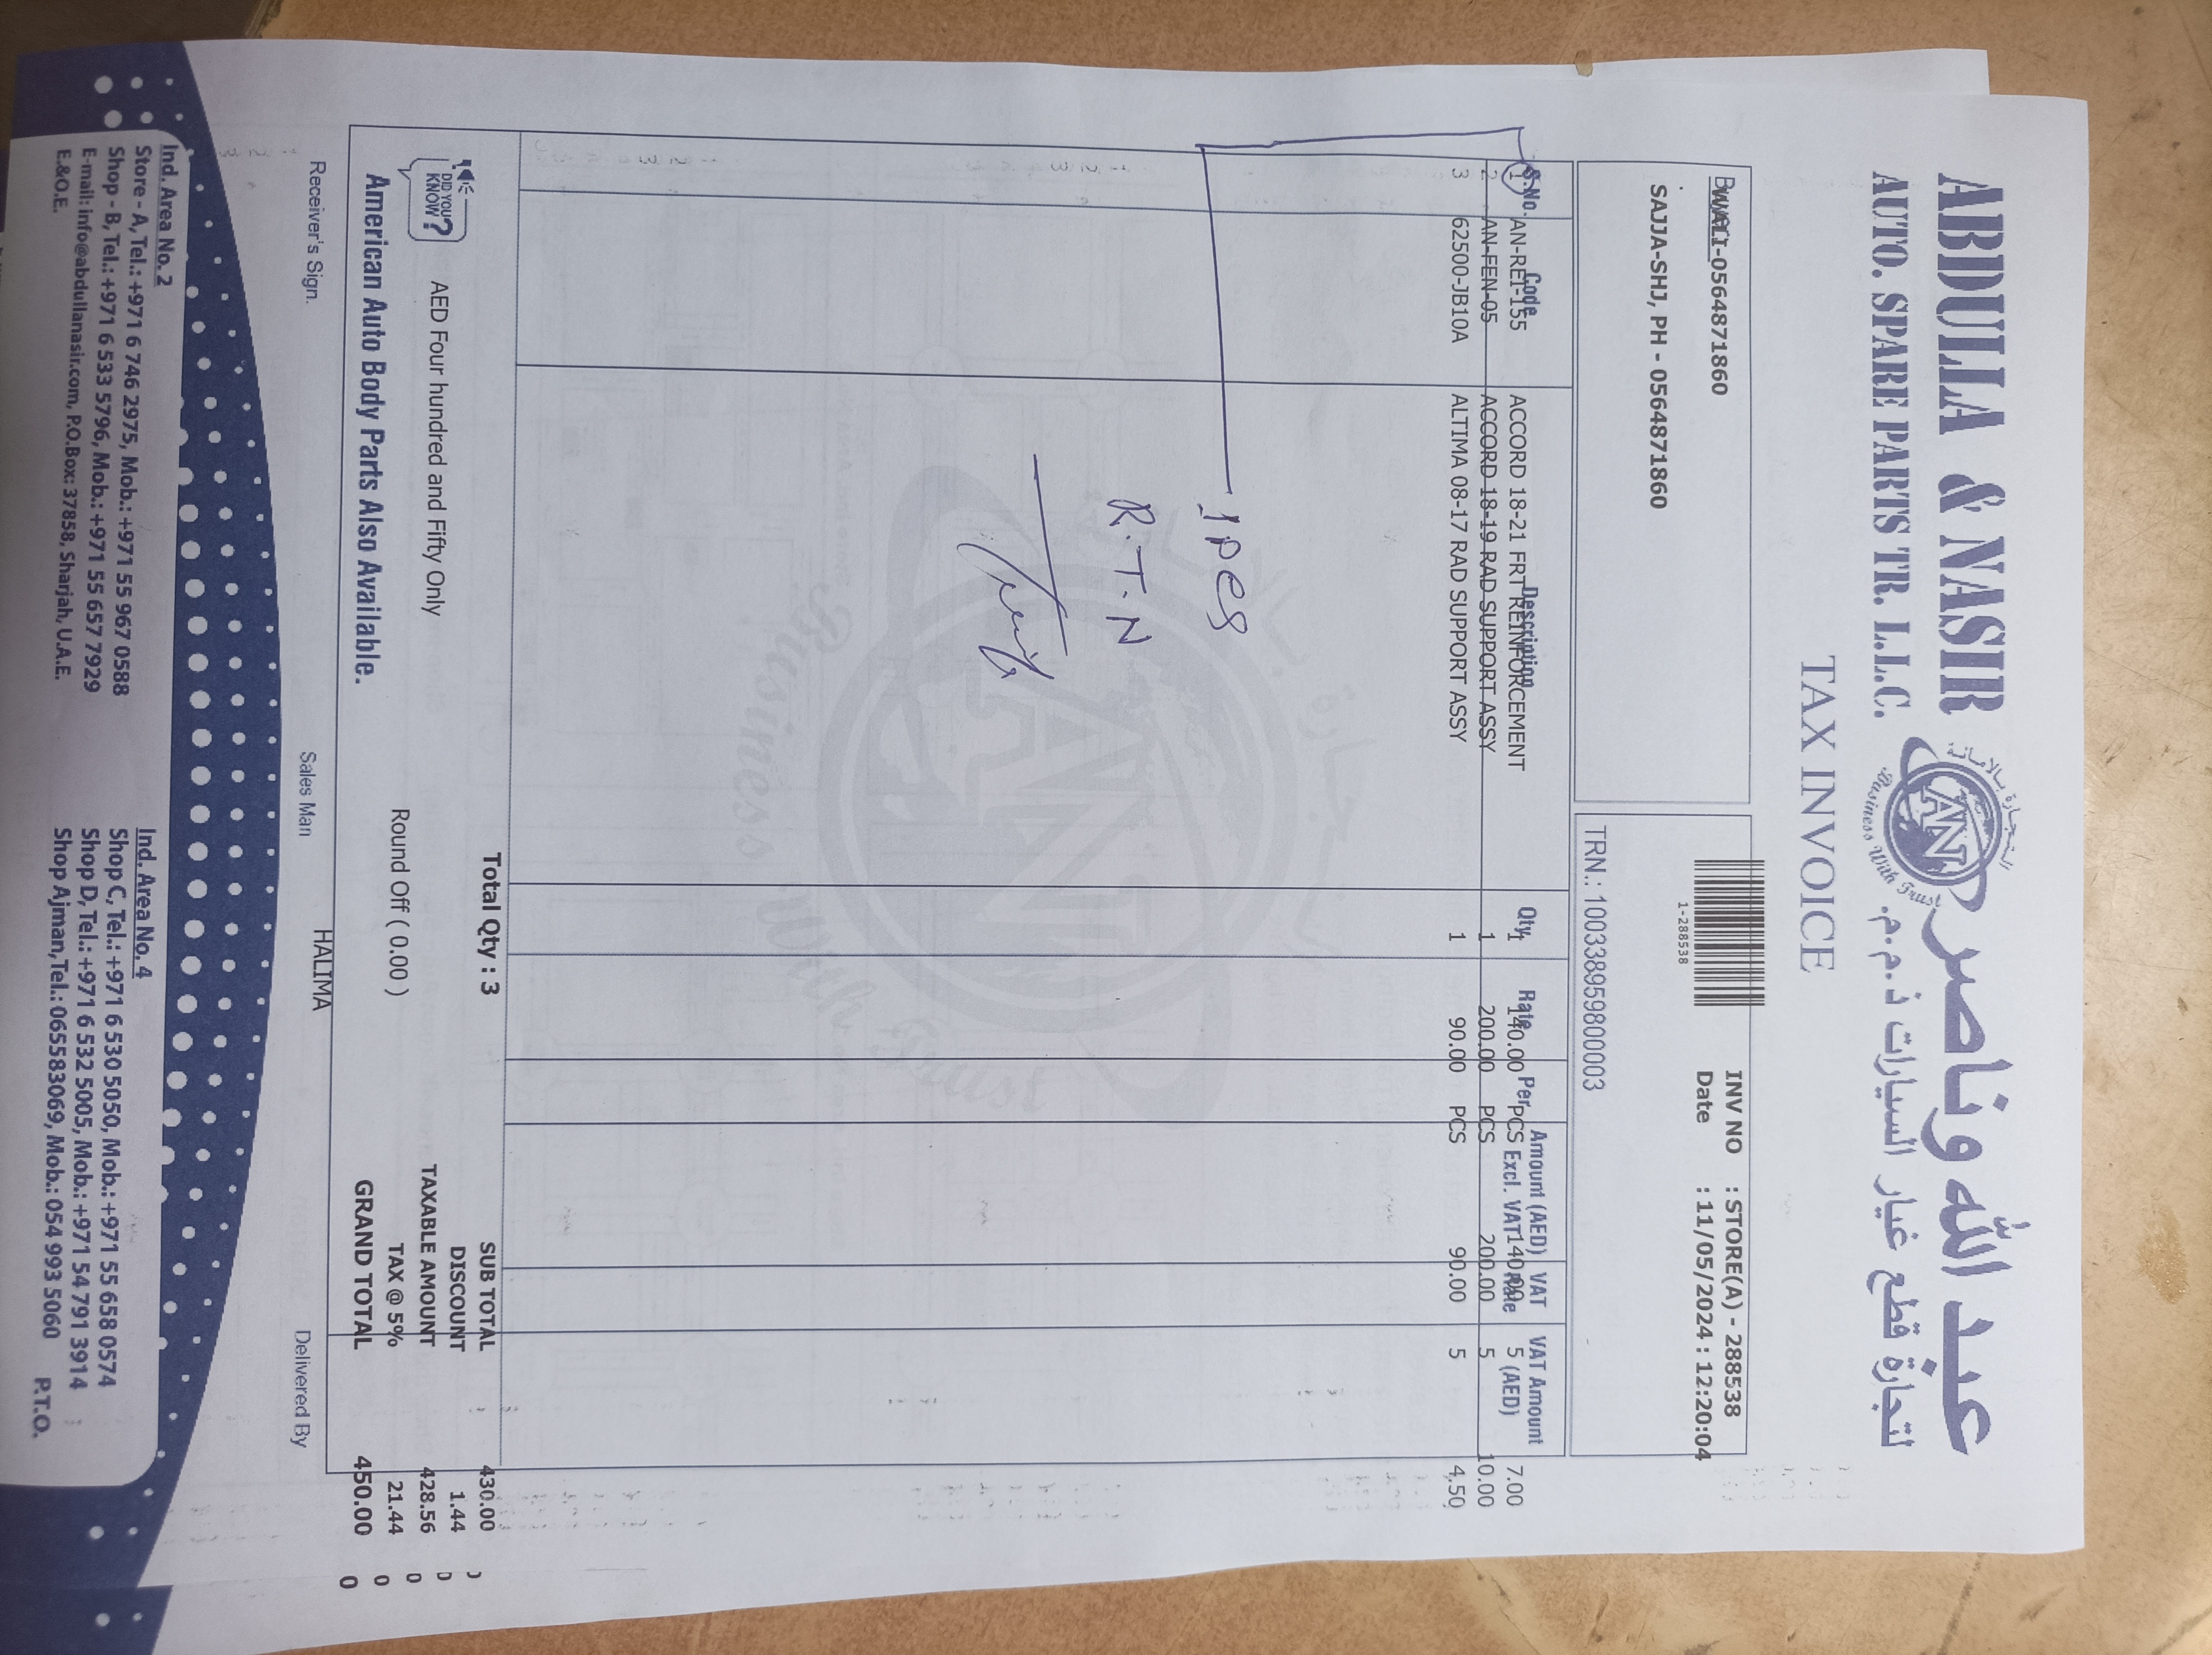 ABDULLA & NASIR عبد الله وناصر
AUTO. SPARE PARTS TR. L.L.C. لتجارة قطع غيار السيارات ذ.م.م.
التجارة بالامانة
AN
Business With Trust
TAX INVOICE
WALI-0564871860
SAJJA-SHJ, PH - 0564871860
INV NO : STORE(A) - 288538
Date : 11/05/2024 : 12:20:04
1-288538
TRN.: 100338959800003
S.No. Code Description Qty. Rate Per Amount (AED) Excl. VAT VAT Rate VAT Amount (AED)
1 AN-REI-155 ACCORD 18-21 FRT REINFORCEMENT 1 140.00 PCS 140.00 5 7.00
2 AN-FEN-05 ACCORD 18-19 RAD SUPPORT ASSY 1 200.00 PCS 200.00 5 10.00
3 62500-JB10A ALTIMA 08-17 RAD SUPPORT ASSY 1 90.00 PCS 90.00 5 4.50
1 pcs
R.T.N
Total Qty : 3 SUB TOTAL 430.00
DISCOUNT 1.44
DID YOU KNOW?
AED Four hundred and Fifty Only TAXABLE AMOUNT 428.56 0
Round Off ( 0.00 ) TAX @ 5% 21.44 0
American Auto Body Parts Also Available. GRAND TOTAL 450.00 0
Receiver's Sign. Sales Man HALIMA Delivered By
Ind. Area No. 2
Store - A, Tel.: +971 6 746 2975, Mob.: +971 55 967 0588
Shop - B, Tel.: +971 6 533 5796, Mob.: +971 55 657 7929
E-mail: info@abdullanasir.com, P.O.Box: 37858, Sharjah, U.A.E.
E.&O.E.
Ind. Area No. 4
Shop C, Tel.: +971 6 530 5050, Mob.: +971 55 658 0574
Shop D, Tel.: +971 6 532 5005, Mob.: +971 54 791 3914
Shop Ajman, Tel.: 065583069, Mob.: 054 993 5060
P.T.O.